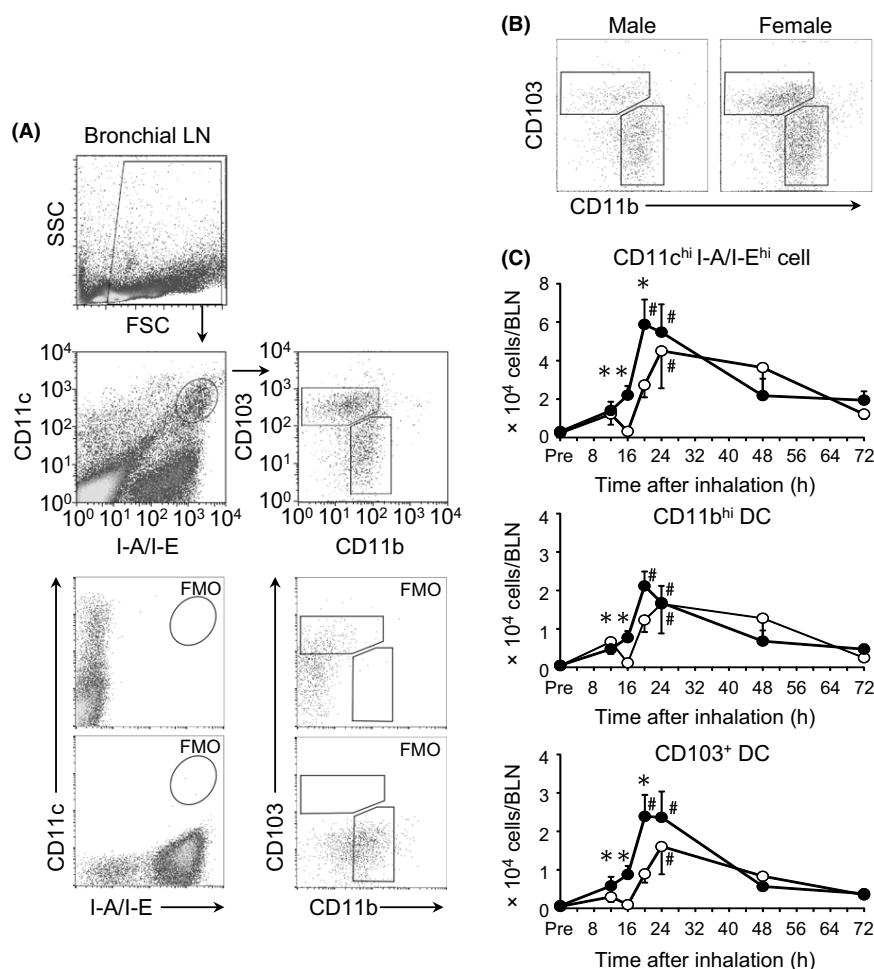 (A)
Bronchial LN
SSC
FSC
10⁴
10³
10²
10¹
10⁰
CD11c
10⁰ 10¹ 10² 10³ 10⁴
I-A/I-E
10⁴
10³
10²
10¹
10⁰
CD103
10⁰ 10¹ 10² 10³ 10⁴
CD11b
FMO
FMO
FMO
FMO
CD11c
I-A/I-E
CD103
CD11b
(B)
Male Female
CD103
CD11b
(C)
CD11cʰⁱ I-A/I-Eʰⁱ cell
× 10⁴ cells/BLN
8
6
4
2
0
* * *
# # #
Pre 8 16 24 32 40 48 56 64 72
Time after inhalation (h)
CD11bʰⁱ DC
× 10⁴ cells/BLN
4
3
2
1
0
* *
# # #
Pre 8 16 24 32 40 48 56 64 72
Time after inhalation (h)
CD103⁺ DC
× 10⁴ cells/BLN
4
3
2
1
0
* * *
# # #
Pre 8 16 24 32 40 48 56 64 72
Time after inhalation (h)